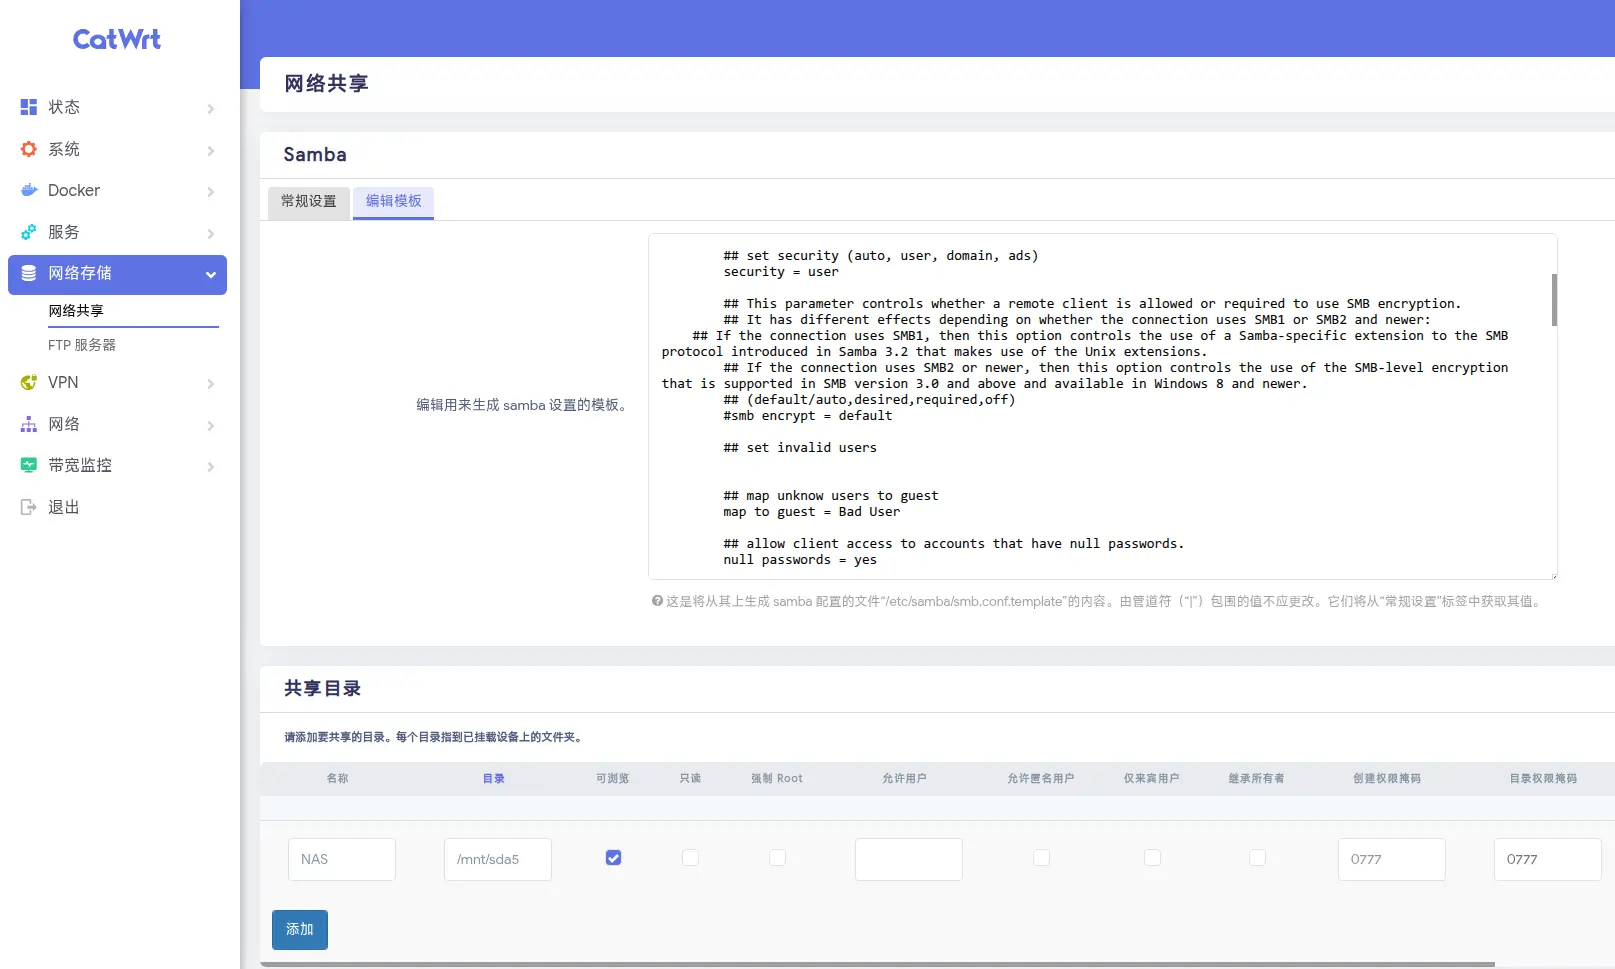 CatWrt
状态
系统
Docker
服务
网络存储
网络共享
FTP 服务器
VPN
网络
带宽监控
退出
网络共享
Samba
常规设置
编辑模板
编辑用来生成 samba 设置的模板。
## set security (auto, user, domain, ads)
security = user
## This parameter controls whether a remote client is allowed or required to use SMB encryption.
## It has different effects depending on whether the connection uses SMB1 or SMB2 and newer:
## If the connection uses SMB1, then this option controls the use of a Samba-specific extension to the SMB
protocol introduced in Samba 3.2 that makes use of the Unix extensions.
## If the connection uses SMB2 or newer, then this option controls the use of the SMB-level encryption
that is supported in SMB version 3.0 and above and available in Windows 8 and newer.
## (default/auto,desired,required,off)
#smb encrypt = default
## set invalid users
## map unknow users to guest
map to guest = Bad User
## allow client access to accounts that have null passwords.
null passwords = yes
这是将从其上生成 samba 配置的文件“/etc/samba/smb.conf.template”的内容。由管道符（“|”）包围的值不应更改。它们将从“常规设置”标签中获取其值。
共享目录
请添加要共享的目录。每个目录指到已挂载设备上的文件夹。
名称 目录 可浏览 只读 强制 Root 允许用户 允许匿名用户 仅来宾用户 继承所有者 创建权限掩码 目录权限掩码
NAS /mnt/sda5 0777 0777
添加